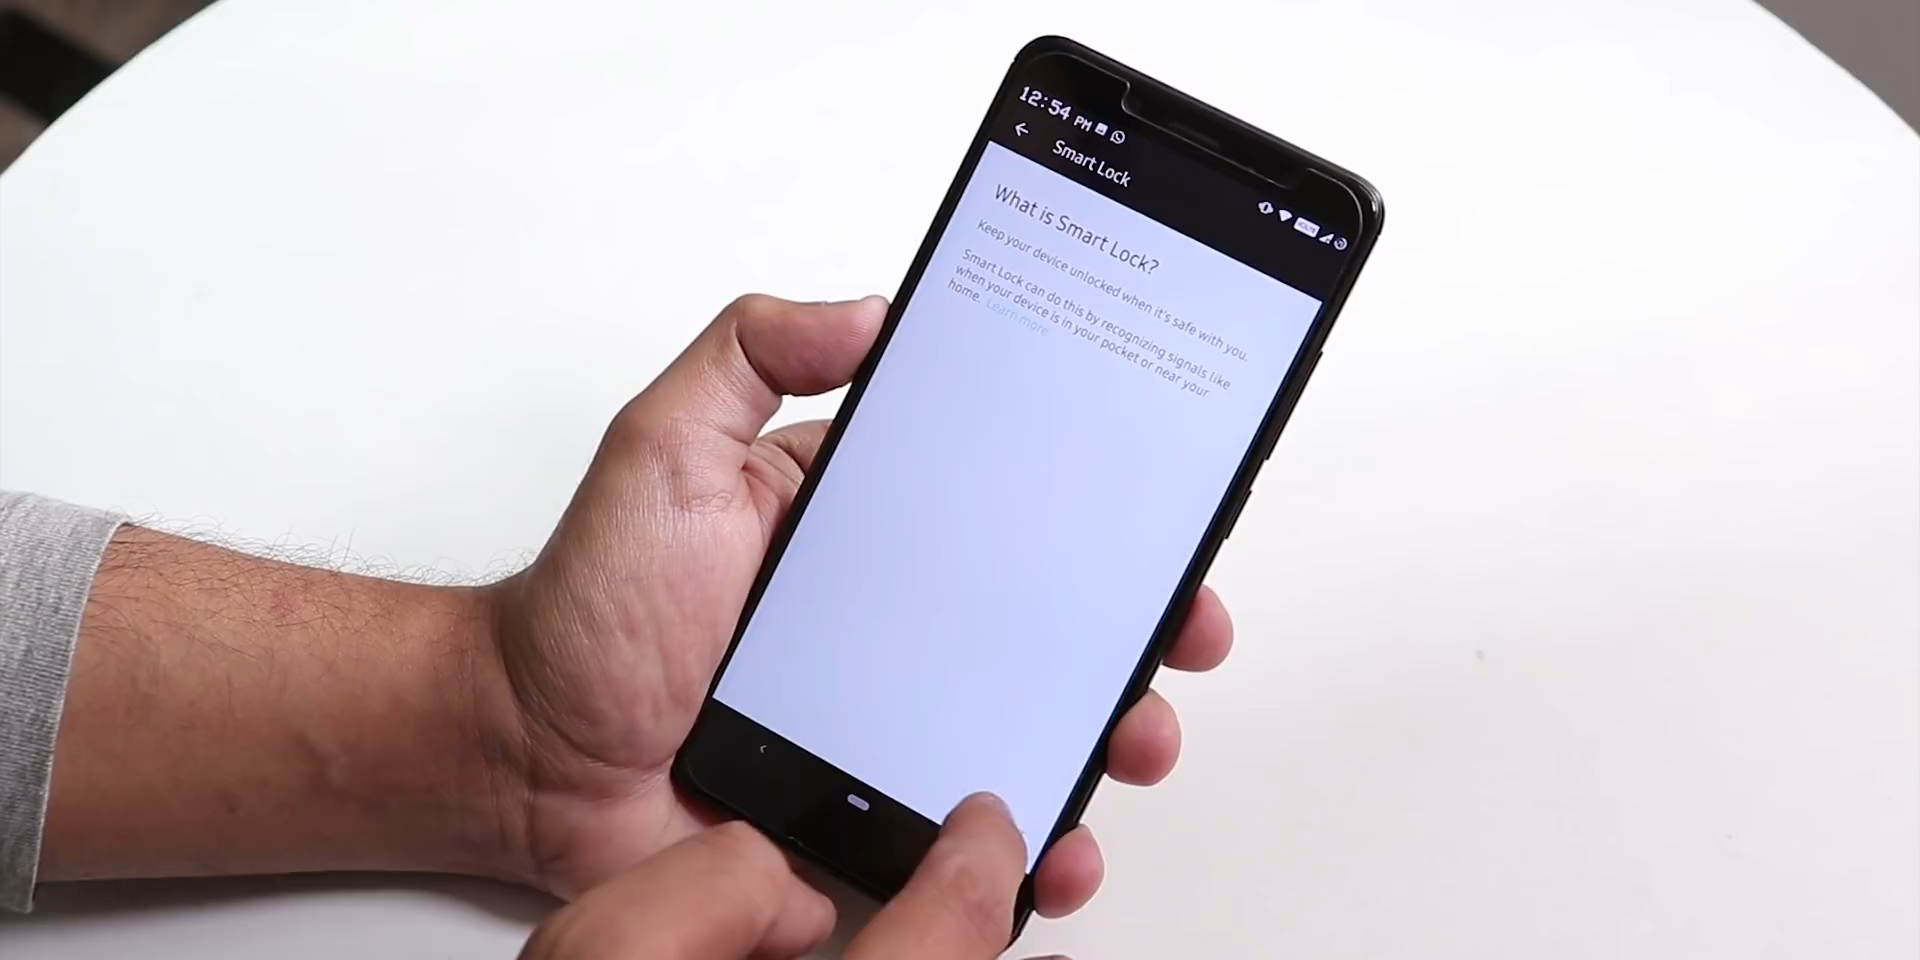 12:54 PM
Smart Lock
What is Smart Lock?
Keep your device unlocked when it's safe with you.
Smart Lock can do this by recognizing signals like
when your device is in your pocket or near your
home. Learn more